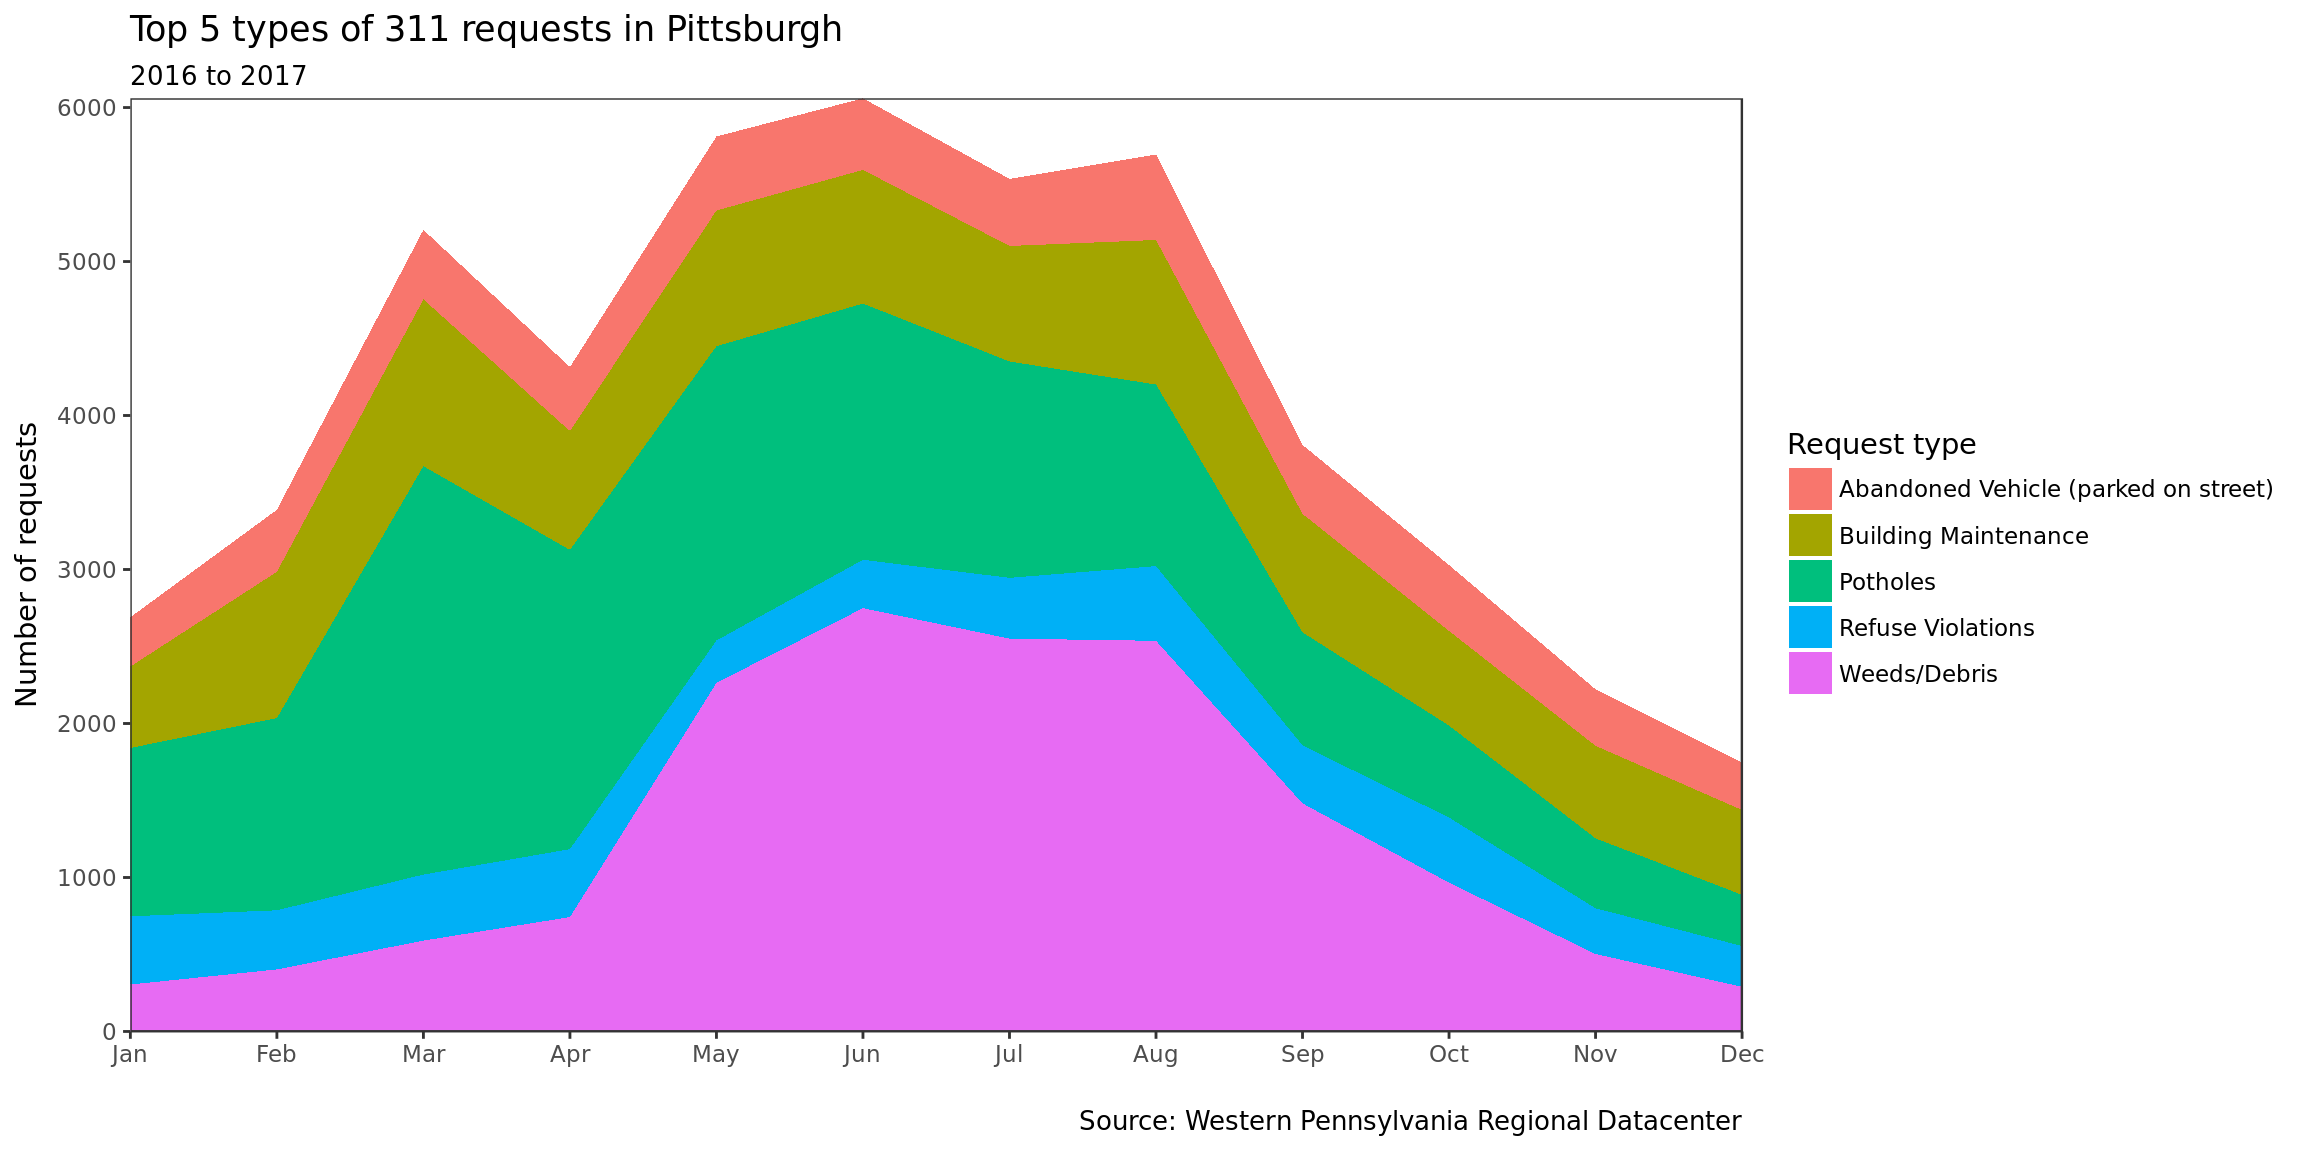 Top 5 types of 311 requests in Pittsburgh
2016 to 2017
Number of requests
6000
5000
4000
3000
2000
1000
0
Jan Feb Mar Apr May Jun Jul Aug Sep Oct Nov Dec
Request type
Abandoned Vehicle (parked on street)
Building Maintenance
Potholes
Refuse Violations
Weeds/Debris
Source: Western Pennsylvania Regional Datacenter